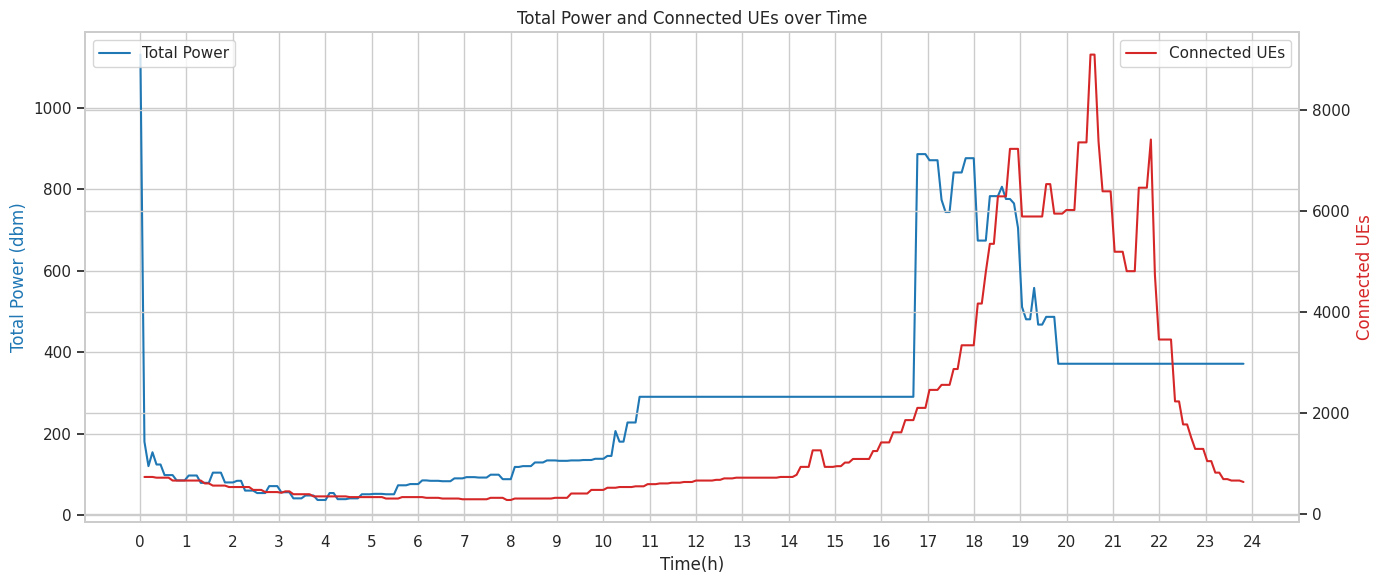 Total Power and Connected UEs over Time
Total Power
Connected UEs
1000
800
600
400
200
0
Total Power (dbm)
8000
6000
4000
2000
0
Connected UEs
0 1 2 3 4 5 6 7 8 9 10 11 12 13 14 15 16 17 18 19 20 21 22 23 24
Time(h)